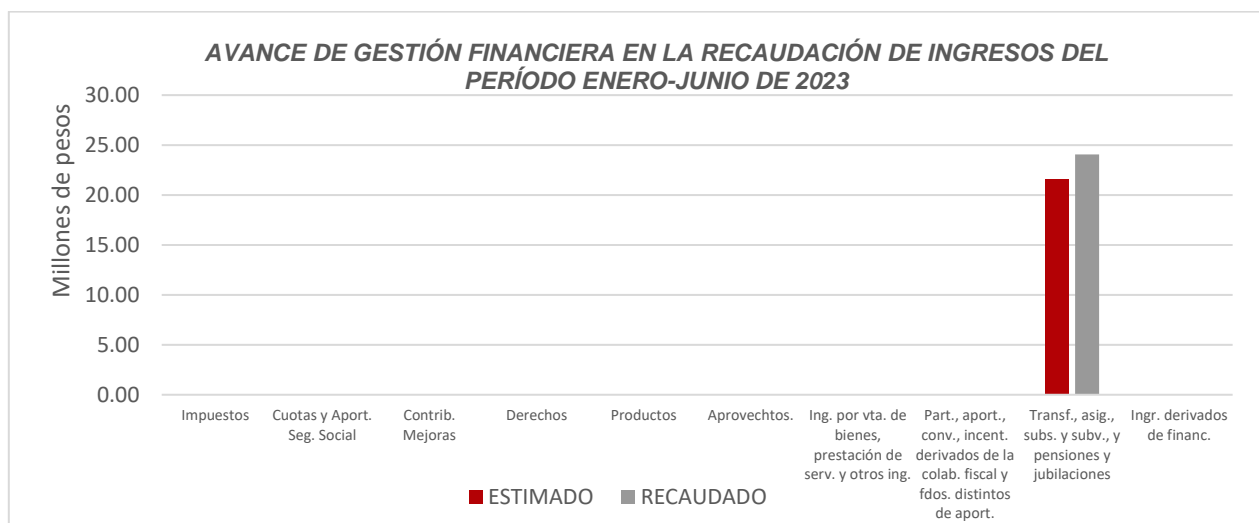 AVANCE DE GESTIÓN FINANCIERA EN LA RECAUDACIÓN DE INGRESOS DEL
PERÍODO ENERO-JUNIO DE 2023
Millones de pesos
30.00
25.00
20.00
15.00
10.00
5.00
0.00
Impuestos
Cuotas y Aport.
Seg. Social
Contrib.
Mejoras
Derechos
Productos
Aprovechtos.
Ing. por vta. de
bienes,
prestación de
serv. y otros ing.
Part., aport.,
conv., incent.
derivados de la
colab. fiscal y
fdos. distintos
de aport.
Transf., asig.,
subs. y subv., y
pensiones y
jubilaciones
Ingr. derivados
de financ.
ESTIMADO
RECAUDADO